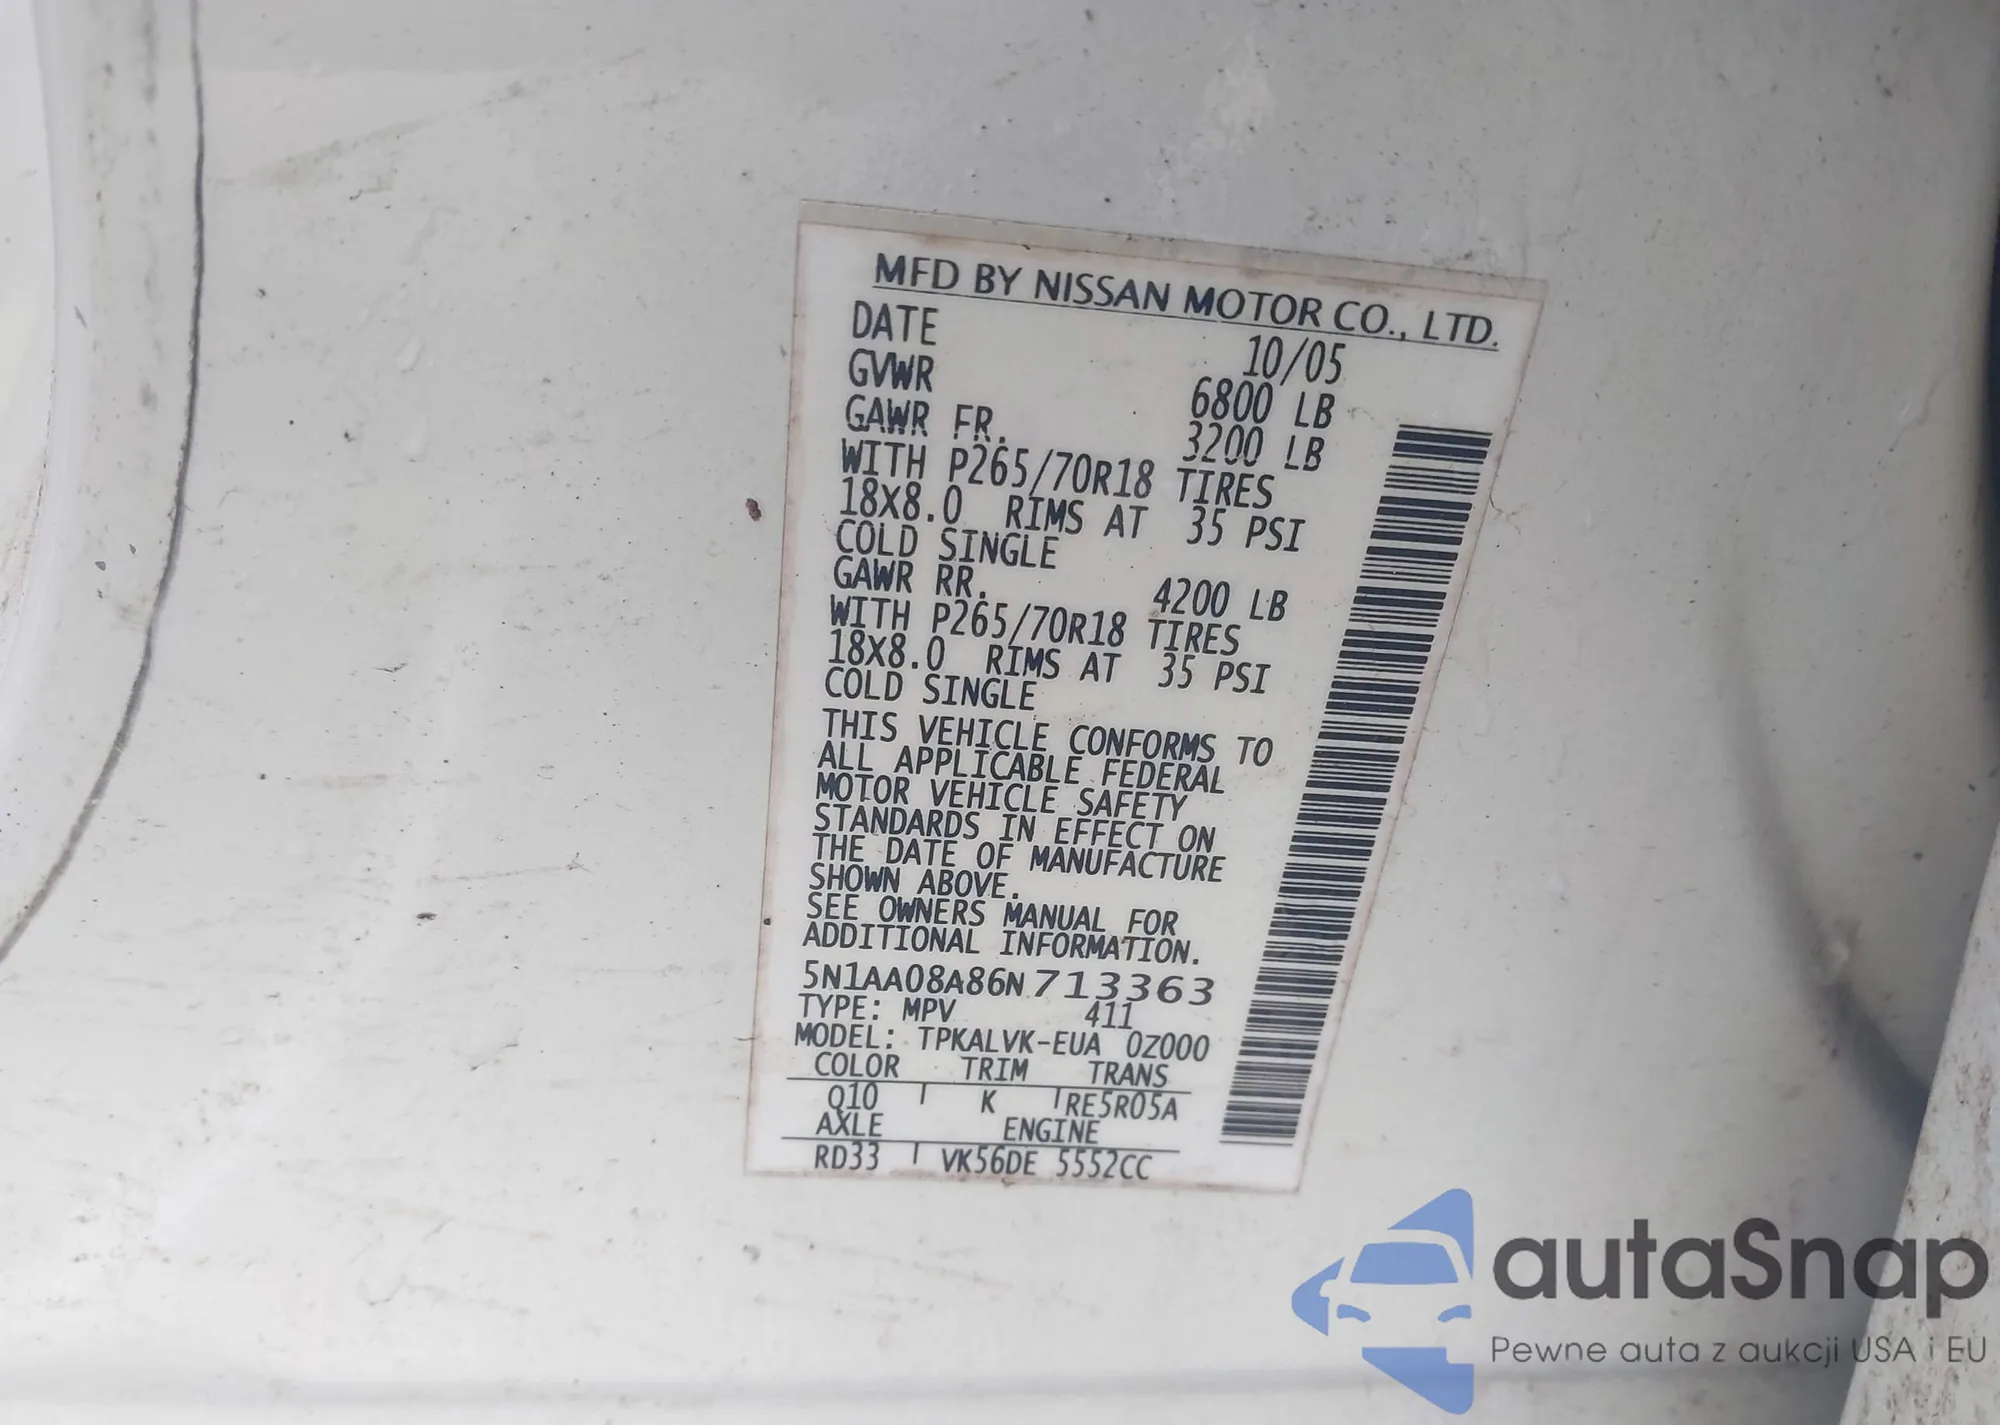 MFD BY NISSAN MOTOR CO., LTD.
DATE 10/05
GVWR 6800 LB
GAWR FR. 3200 LB
WITH P265/70R18 TIRES
18X8.0 RIMS AT 35 PSI
COLD SINGLE
GAWR RR. 4200 LB
WITH P265/70R18 TIRES
18X8.0 RIMS AT 35 PSI
COLD SINGLE
THIS VEHICLE CONFORMS TO
ALL APPLICABLE FEDERAL
MOTOR VEHICLE SAFETY
STANDARDS IN EFFECT ON
THE DATE OF MANUFACTURE
SHOWN ABOVE.
SEE OWNERS MANUAL FOR
ADDITIONAL INFORMATION.
5N1AA08A86N713363
TYPE: MPV 411
MODEL: TPKALVK-EUA 0Z000
COLOR TRIM TRANS
Q10 K RE5R05A
AXLE ENGINE
RD33 VK56DE 5552CC
autaSnap
Pewne auta z aukcji USA i EU